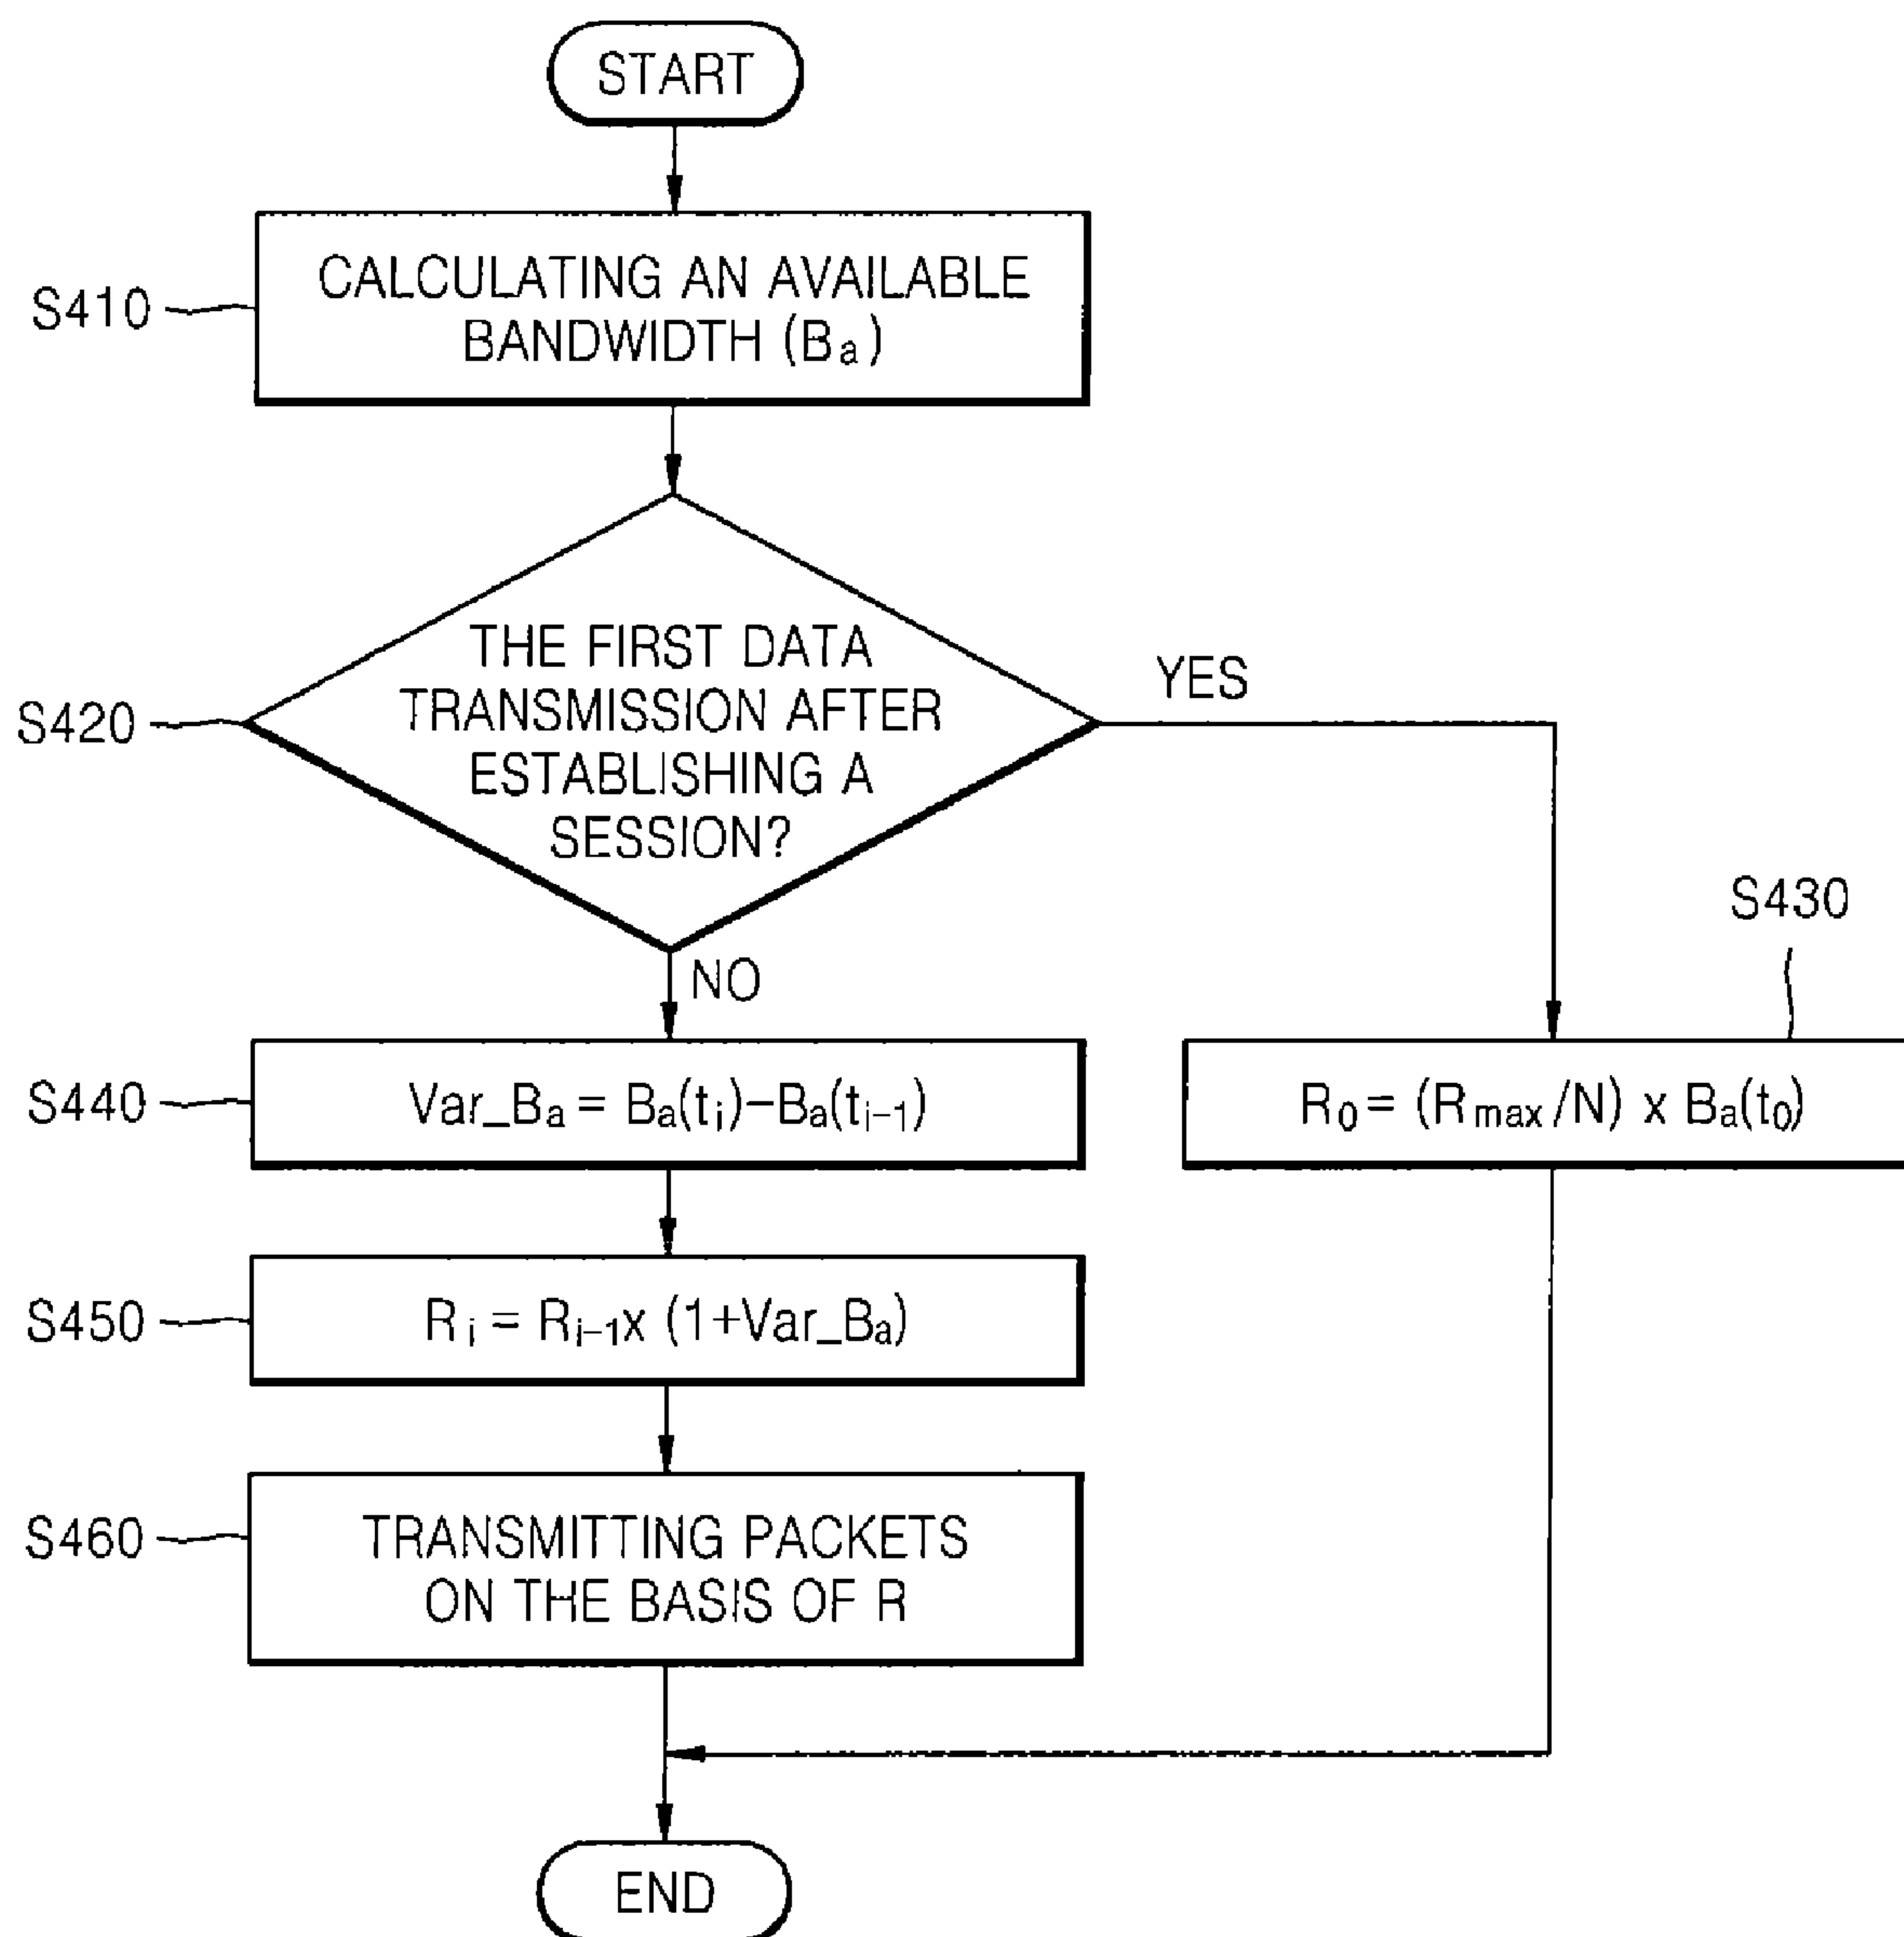 START
S410
CALCULATING AN AVAILABLE
BANDWIDTH (Ba)
S420
THE FIRST DATA
TRANSMISSION AFTER
ESTABLISHING A
SESSION?
YES
NO
S430
S440
Var_Ba = Ba(ti)-Ba(ti-1)
R0 = (Rmax/N) x Ba(t0)
S450
Ri = Ri-1x (1+Var_Ba)
S460
TRANSMITTING PACKETS
ON THE BASIS OF R
END